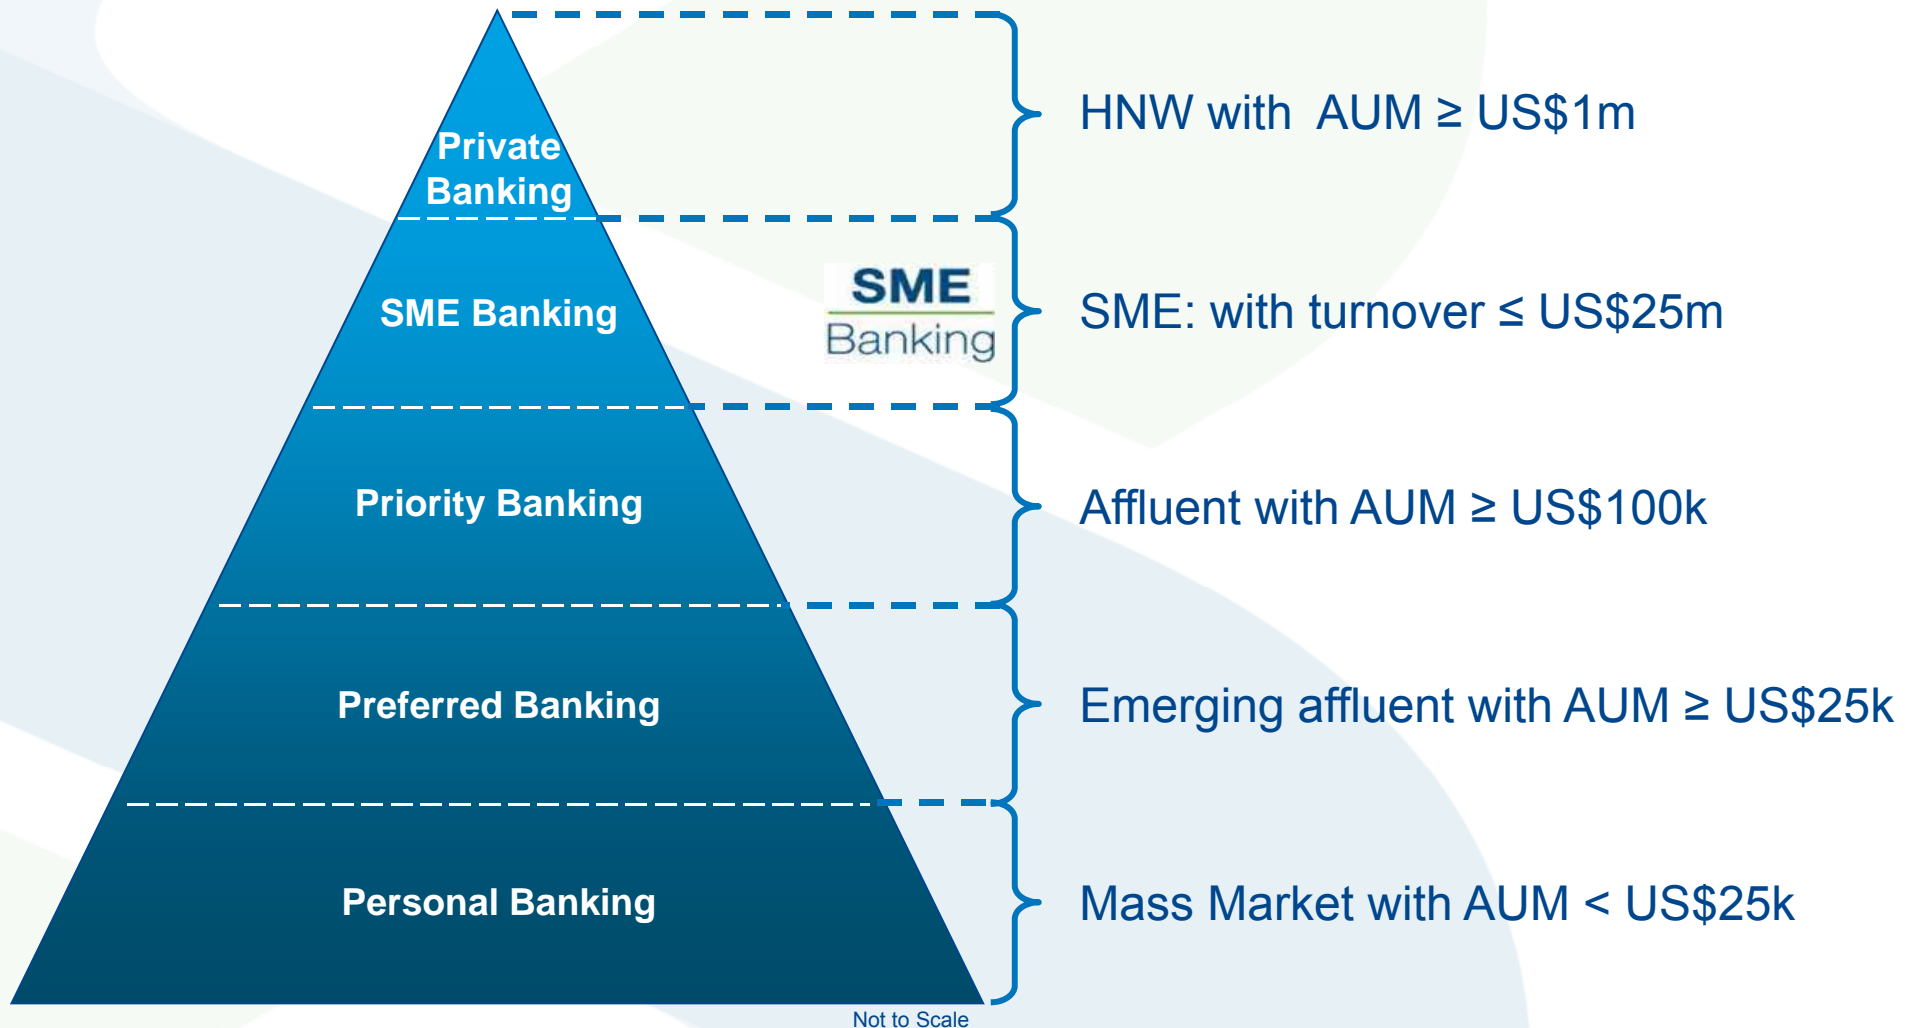 Private
Banking
HNW with AUM ≥ US$1m
SME Banking
SME
Banking
SME: with turnover ≤ US$25m
Priority Banking
Affluent with AUM ≥ US$100k
Preferred Banking
Emerging affluent with AUM ≥ US$25k
Personal Banking
Mass Market with AUM < US$25k
Not to Scale